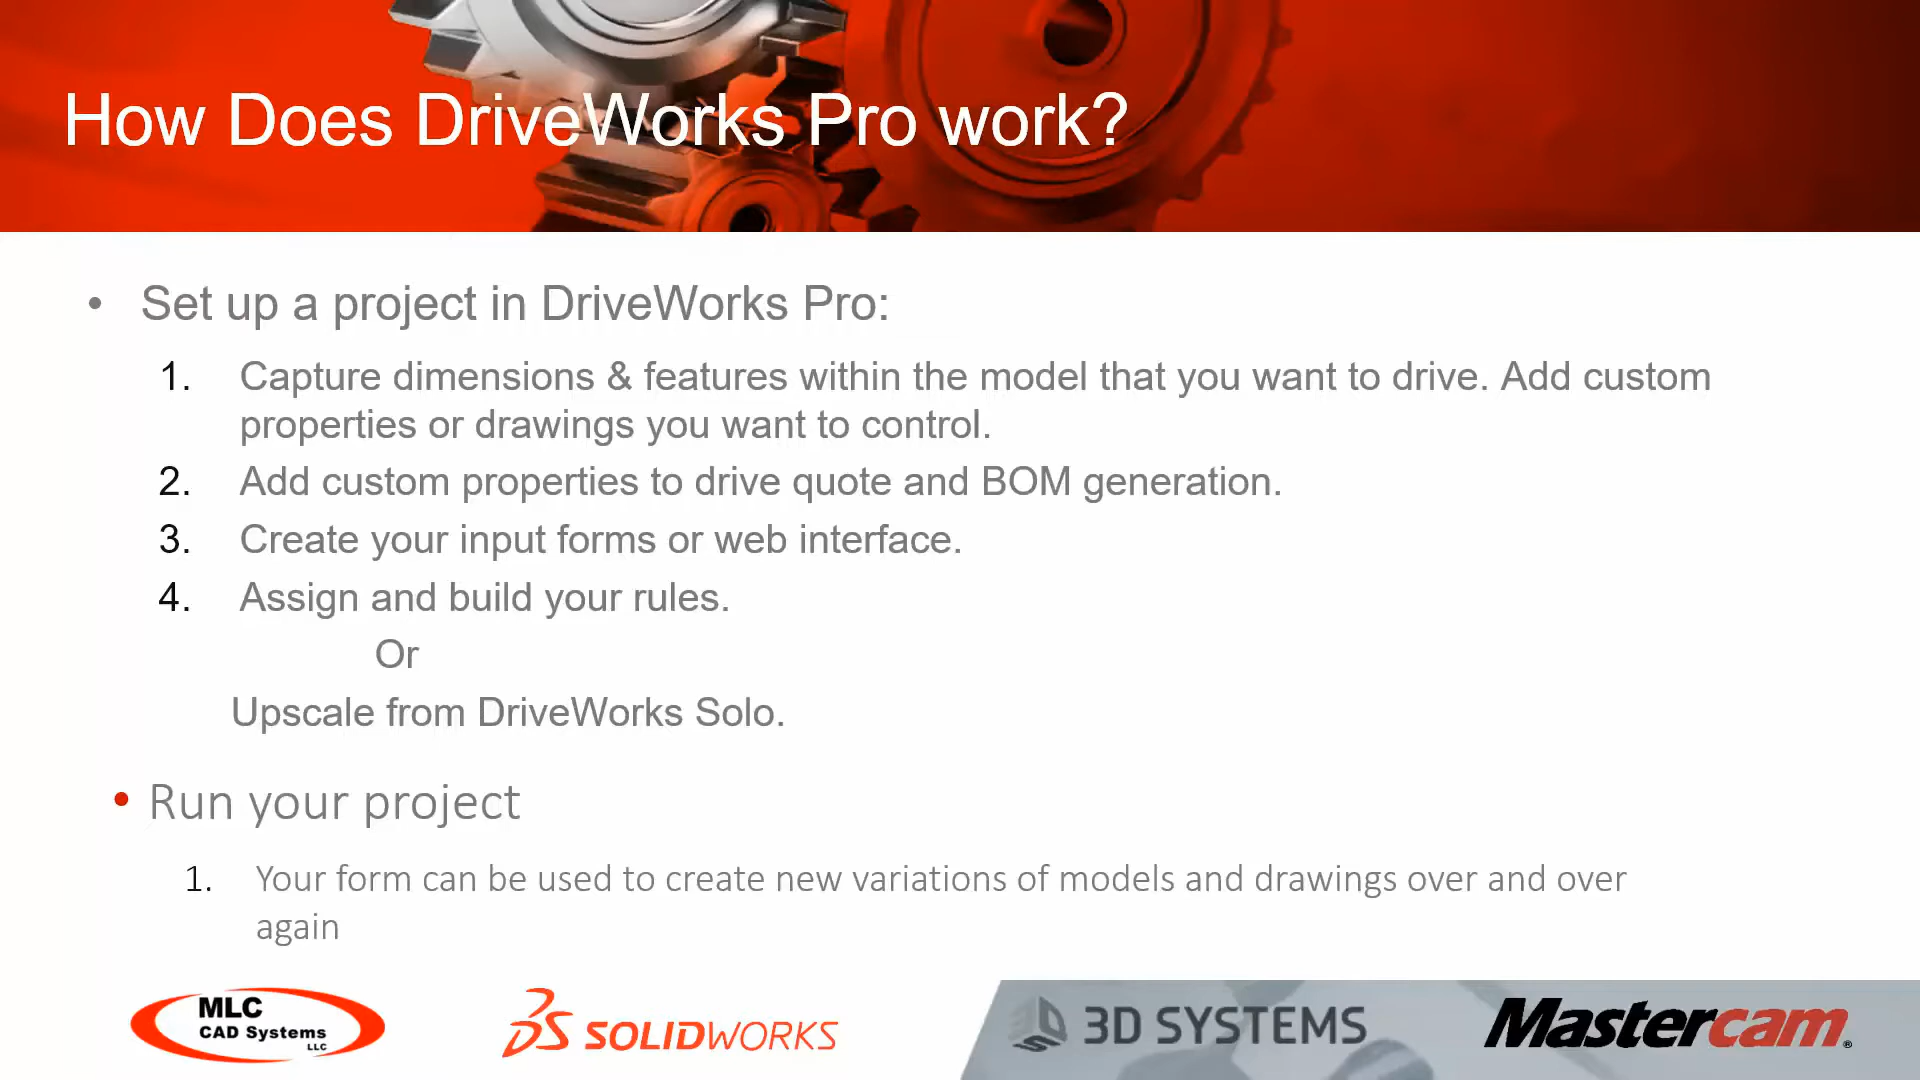 How Does DriveWorks Pro work?
• Set up a project in DriveWorks Pro:
1. Capture dimensions & features within the model that you want to drive. Add custom
properties or drawings you want to control.
2. Add custom properties to drive quote and BOM generation.
3. Create your input forms or web interface.
4. Assign and build your rules.
Or
Upscale from DriveWorks Solo.
• Run your project
1. Your form can be used to create new variations of models and drawings over and over
again
MLC
CAD Systems
LLC
SOLIDWORKS
3D SYSTEMS
Mastercam®